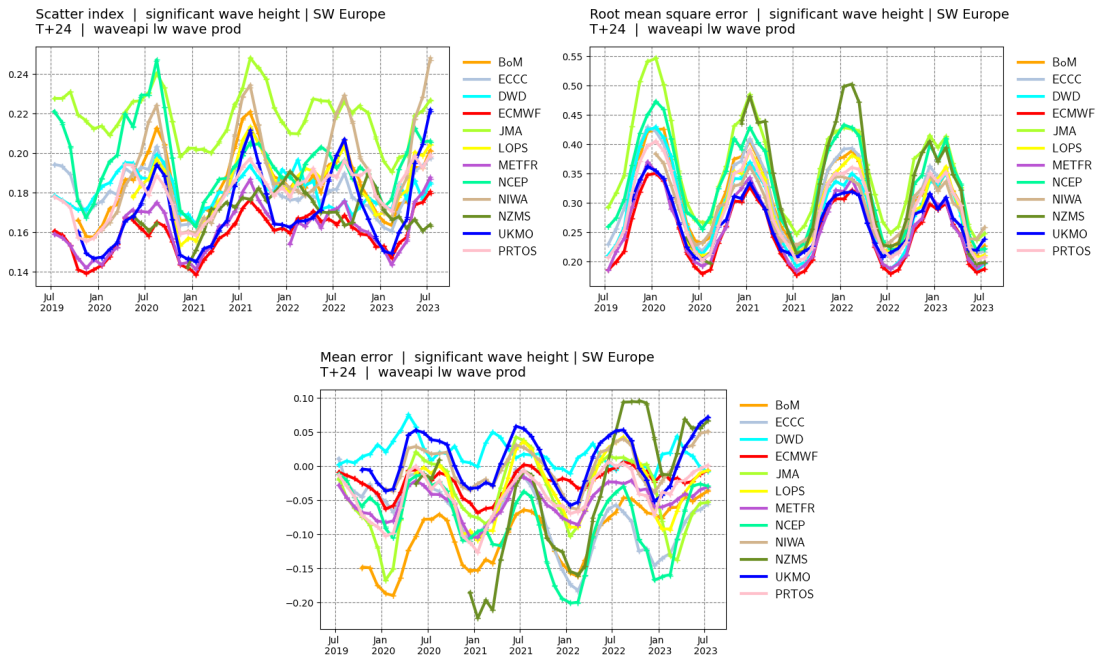 Scatter index | significant wave height | SW Europe
T+24 | waveapi lw wave prod
0.24
0.22
0.20
0.18
0.16
0.14
Jul 2019
Jan 2020
Jul 2020
Jan 2021
Jul 2021
Jan 2022
Jul 2022
Jan 2023
Jul 2023
BoM
ECCC
DWD
ECMWF
JMA
LOPS
METFR
NCEP
NIWA
NZMS
UKMO
PRTOS
Root mean square error | significant wave height | SW Europe
T+24 | waveapi lw wave prod
0.55
0.50
0.45
0.40
0.35
0.30
0.25
0.20
Jul 2019
Jan 2020
Jul 2020
Jan 2021
Jul 2021
Jan 2022
Jul 2022
Jan 2023
Jul 2023
BoM
ECCC
DWD
ECMWF
JMA
LOPS
METFR
NCEP
NIWA
NZMS
UKMO
PRTOS
Mean error | significant wave height | SW Europe
T+24 | waveapi lw wave prod
0.10
0.05
0.00
−0.05
−0.10
−0.15
−0.20
Jul 2019
Jan 2020
Jul 2020
Jan 2021
Jul 2021
Jan 2022
Jul 2022
Jan 2023
Jul 2023
BoM
ECCC
DWD
ECMWF
JMA
LOPS
METFR
NCEP
NIWA
NZMS
UKMO
PRTOS